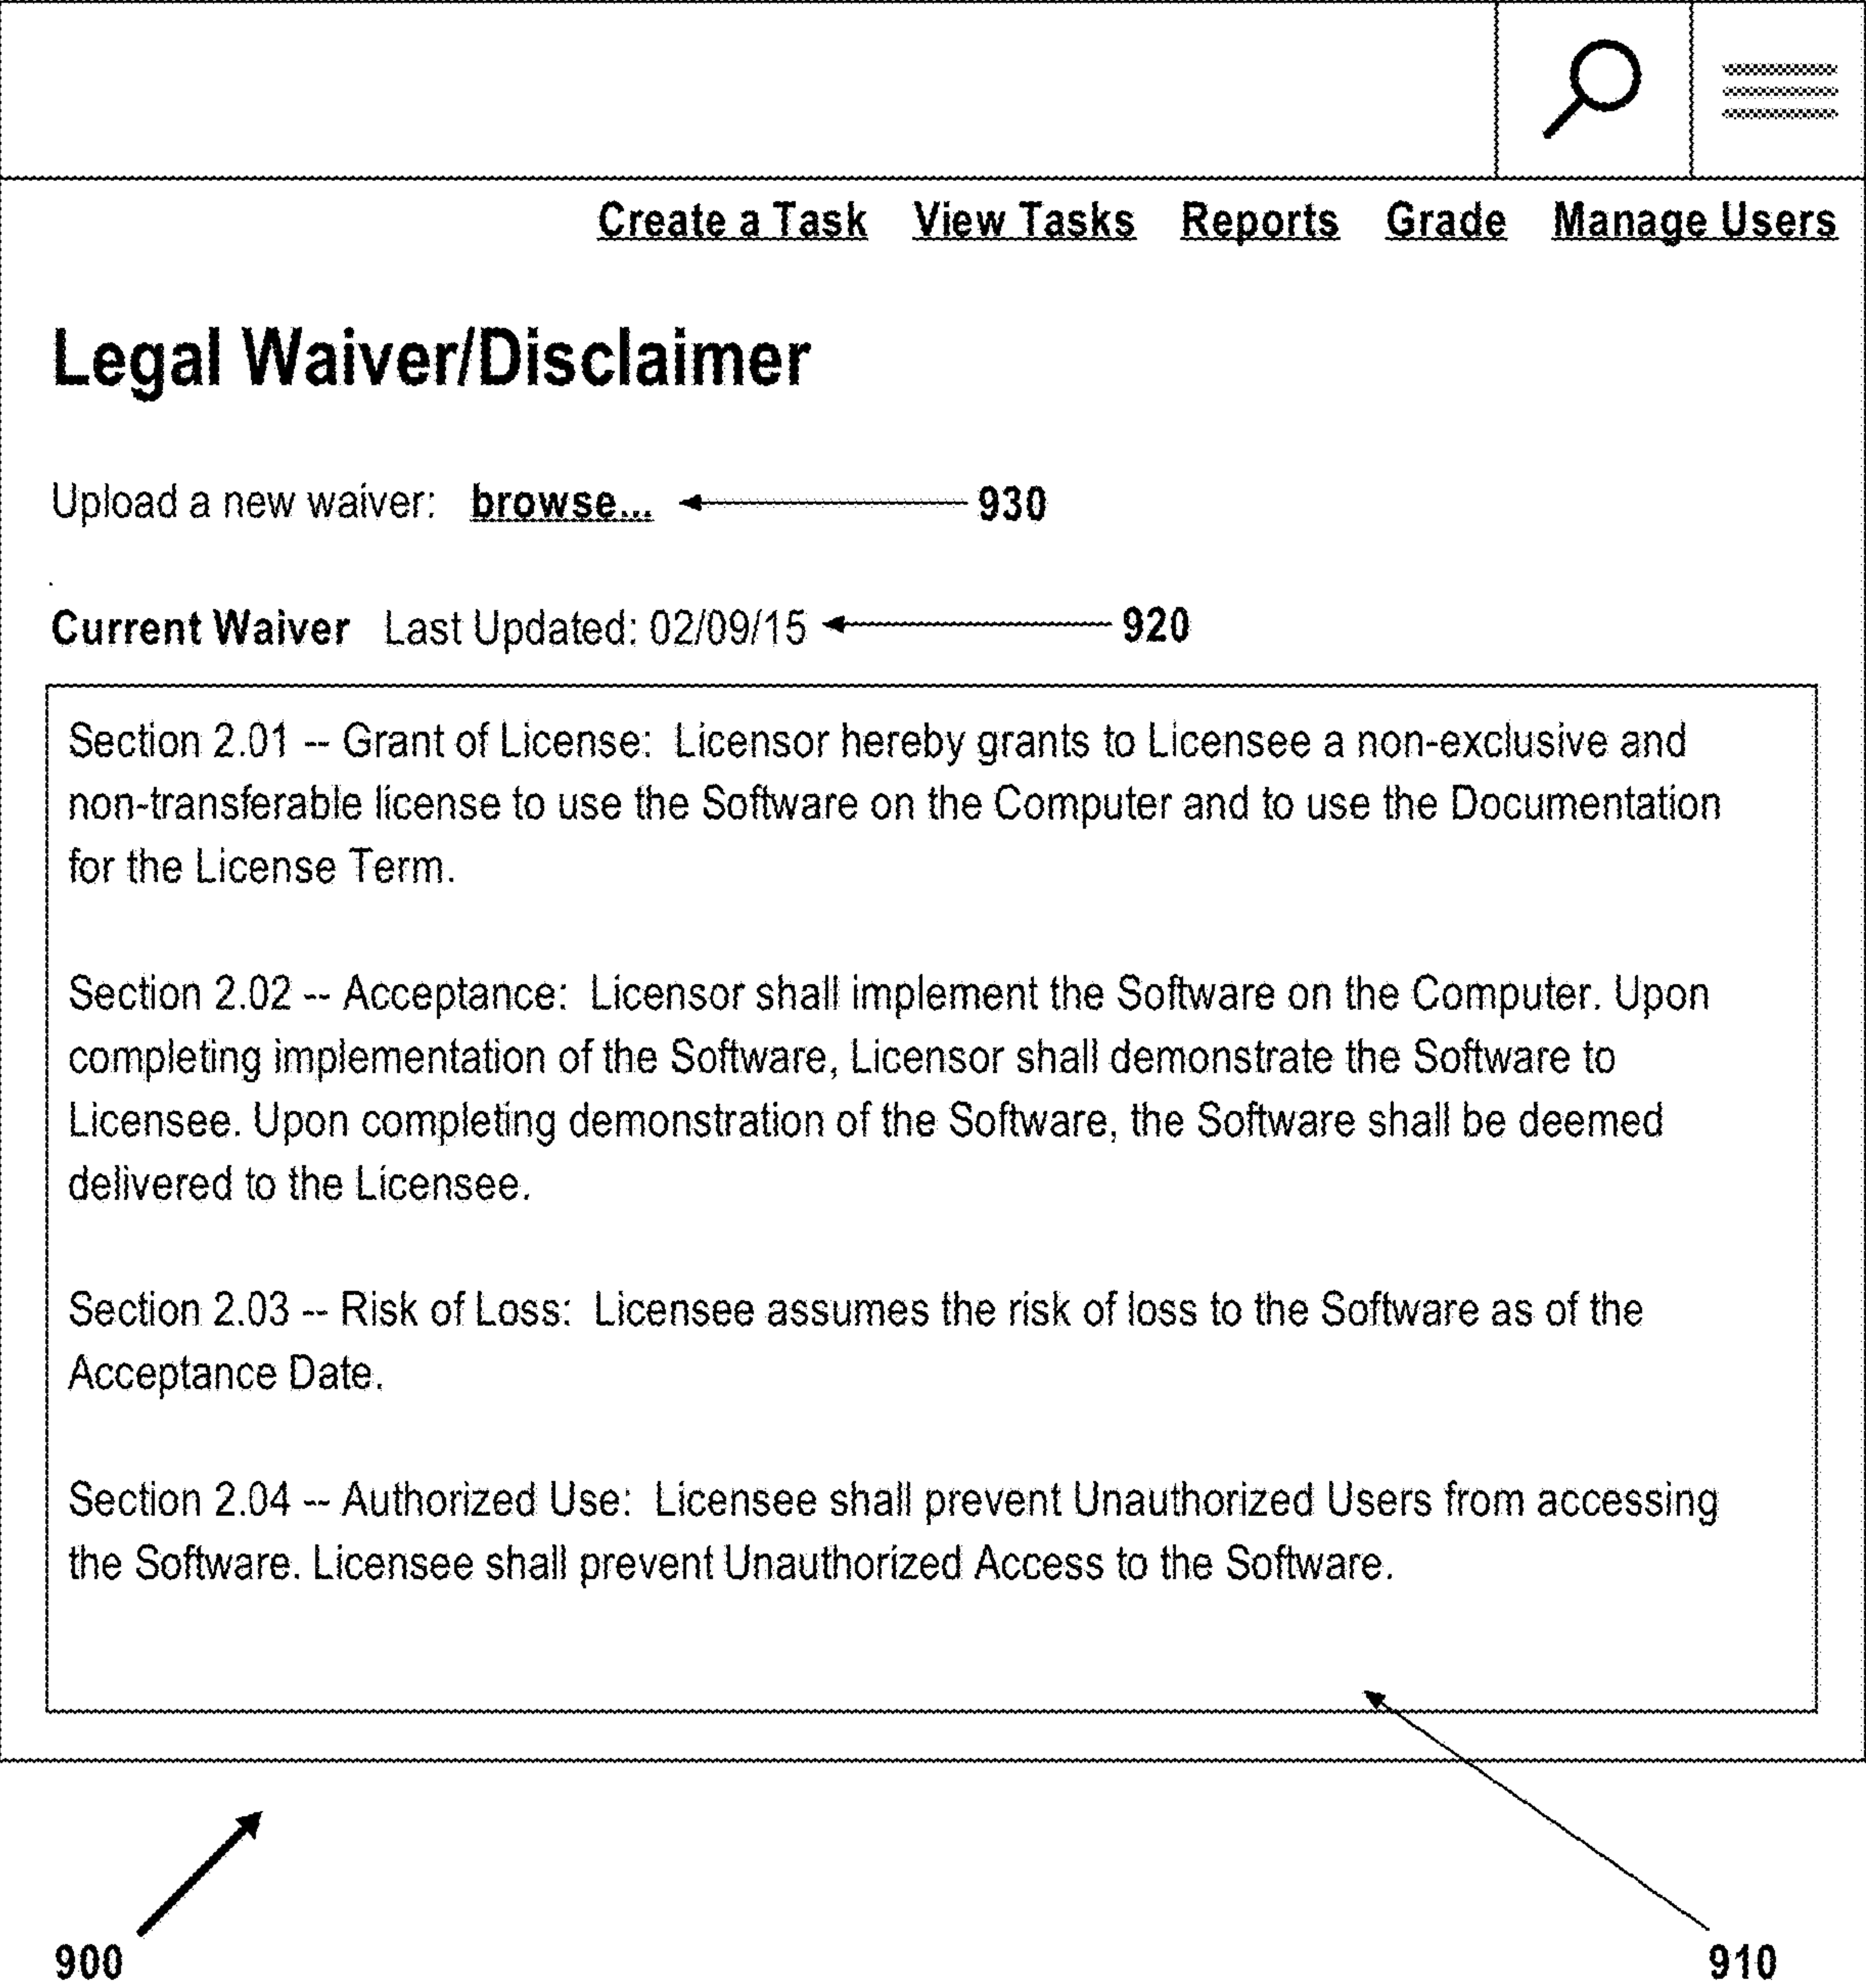 Create a Task View Tasks Reports Grade Manage Users
Legal Waiver/Disclaimer
Upload a new waiver: browse... 930
Current Waiver Last Updated: 02/09/15 920
Section 2.01 -- Grant of License: Licensor hereby grants to Licensee a non-exclusive and
non-transferable license to use the Software on the Computer and to use the Documentation
for the License Term.
Section 2.02 -- Acceptance: Licensor shall implement the Software on the Computer. Upon
completing implementation of the Software, Licensor shall demonstrate the Software to
Licensee. Upon completing demonstration of the Software, the Software shall be deemed
delivered to the Licensee.
Section 2.03 -- Risk of Loss: Licensee assumes the risk of loss to the Software as of the
Acceptance Date.
Section 2.04 -- Authorized Use: Licensee shall prevent Unauthorized Users from accessing
the Software. Licensee shall prevent Unauthorized Access to the Software.
900 910